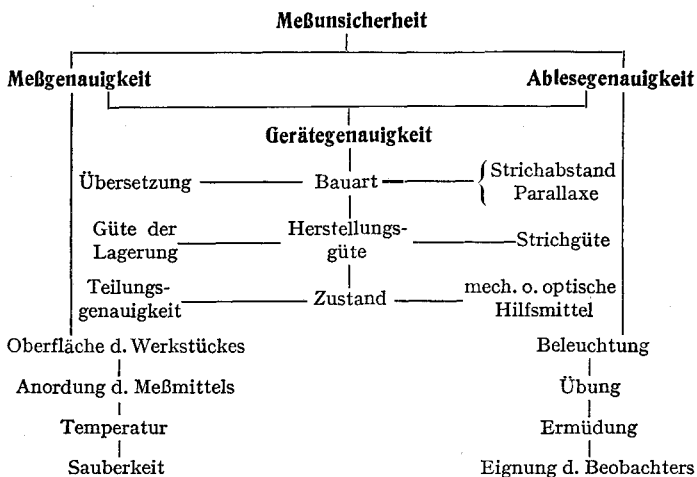 Meßunsicherheit
Meßgenauigkeit
Ablesegenauigkeit
Gerätegenauigkeit
Übersetzung
Bauart
Strichabstand
Parallaxe
Güte der
Lagerung
Herstellungs-
güte
Strichgüte
Teilungs-
genauigkeit
Zustand
mech. o. optische
Hilfsmittel
Oberfläche d. Werkstückes
Anordung d. Meßmittels
Temperatur
Sauberkeit
Beleuchtung
Übung
Ermüdung
Eignung d. Beobachters